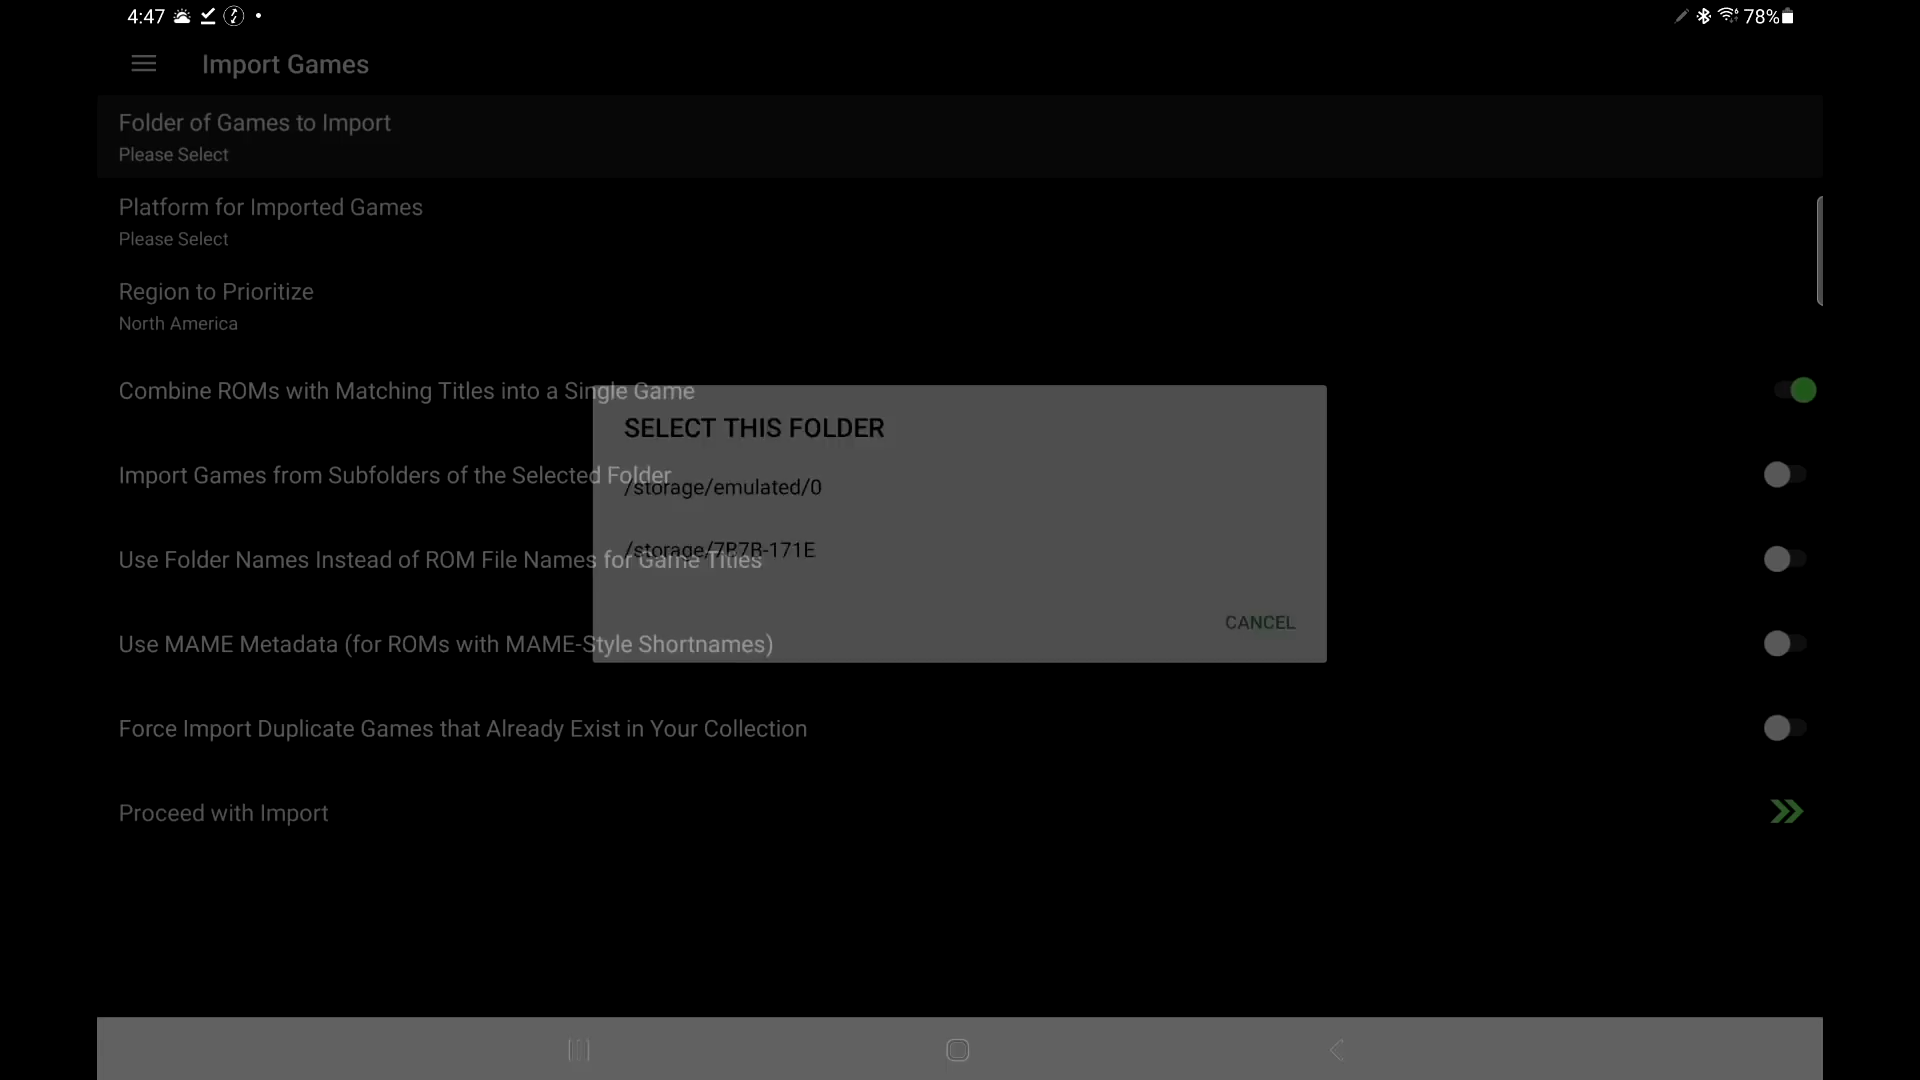 4:47
78%
Import Games
Folder of Games to Import
Please Select
Platform for Imported Games
Please Select
Region to Prioritize
North America
Combine ROMs with Matching Titles into a Single Game
SELECT THIS FOLDER
Import Games from Subfolders of the Selected Folder
/storage/emulated/0
/storage/7B7B-171E
Use Folder Names Instead of ROM File Names for Game Titles
CANCEL
Use MAME Metadata (for ROMs with MAME-Style Shortnames)
Force Import Duplicate Games that Already Exist in Your Collection
Proceed with Import